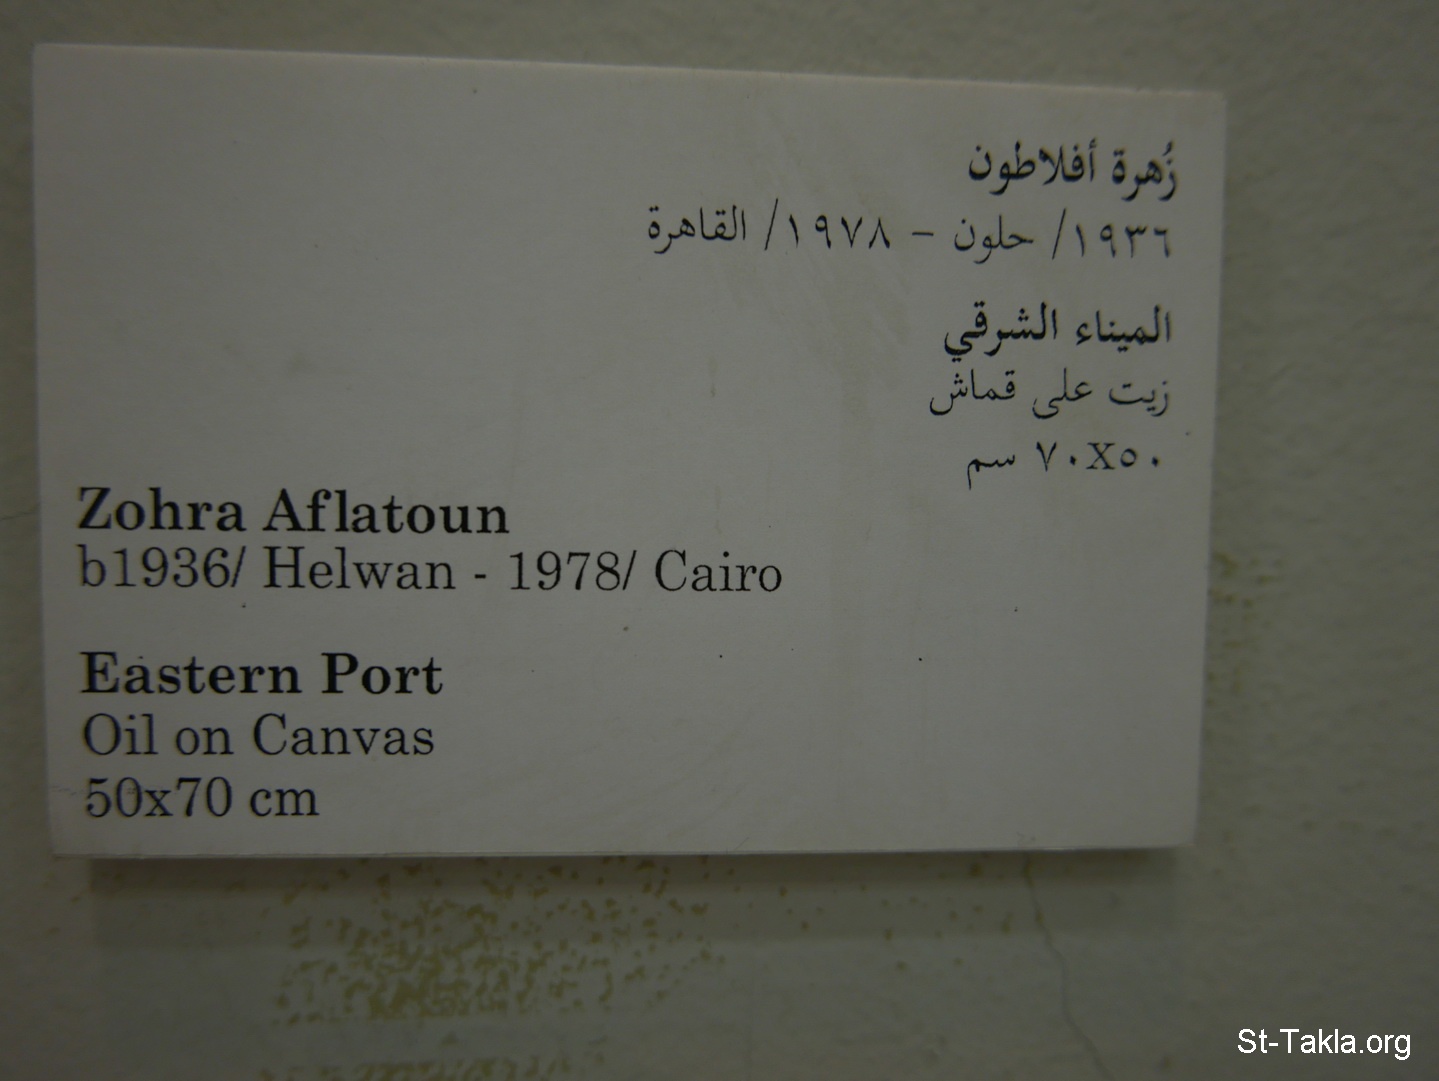 زُهرة أفلاطون
١٩٣٦/ حلون - ١٩٧٨/ القاهرة
الميناء الشرقي
زيت على قماش
٧٠X٥٠ سم
Zohra Aflatoun
b1936/ Helwan - 1978/ Cairo
Eastern Port
Oil on Canvas
50x70 cm
St-Takla.org